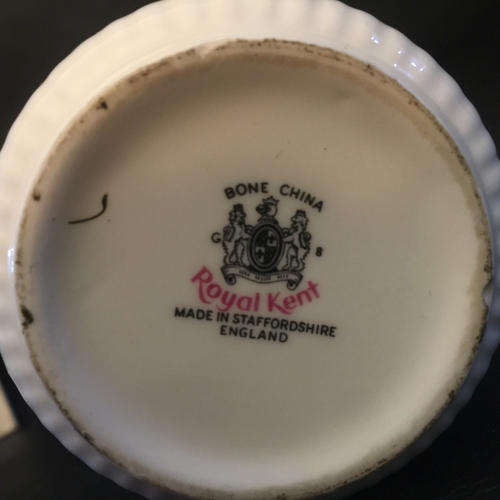 BONE CHINA
G 8
Royal Kent
MADE IN STAFFORDSHIRE
ENGLAND